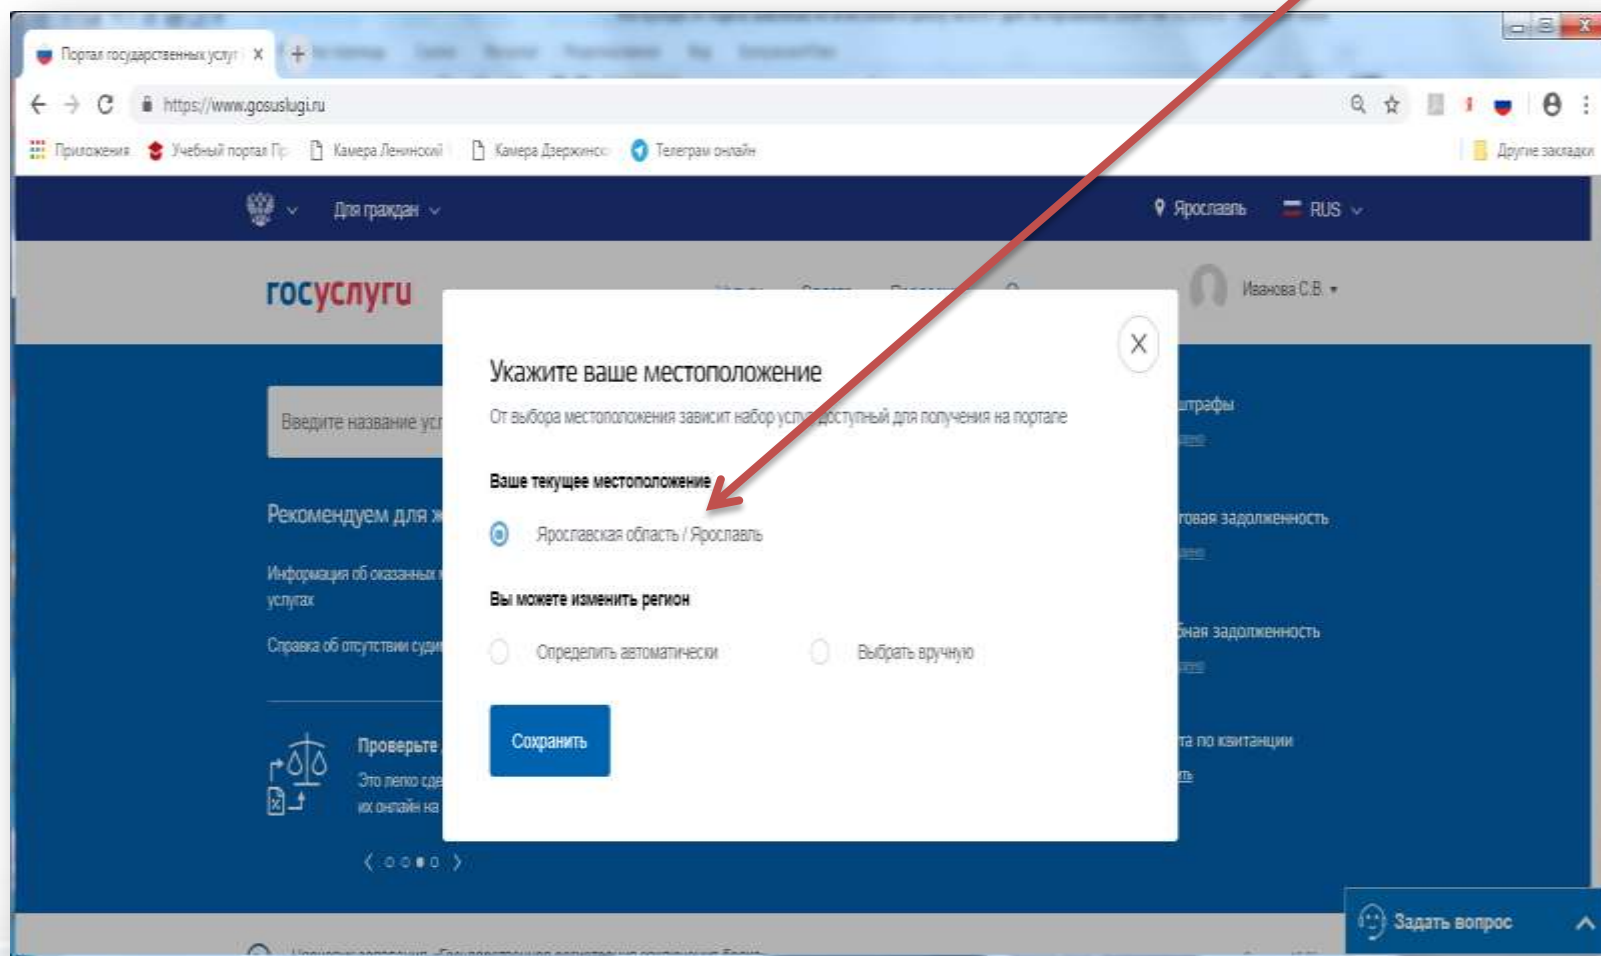 Портал государственных услуг
https://www.gosuslugi.ru
Приложения
Учебный портал Пр
Камера Ленинский
Камера Дзержинс
Телеграм онлайн
Другие закладки
Для граждан
Ярославль
RUS
госуслуги
Иванова С.В.
Введите название усл
Укажите ваше местоположение
От выбора местоположения зависит набор услуг, доступный для получения на портале
Ваше текущее местоположение
Ярославская область / Ярославль
Вы можете изменить регион
Определить автоматически
Выбрать вручную
Сохранить
Рекомендуем для ж
Информация об оказанных м
услугах
Справка об отсутствии суди
Проверьте
Это легко сде
их онлайн на
штрафы
говая задолженность
бная задолженность
та по квитанции
ить
Задать вопрос